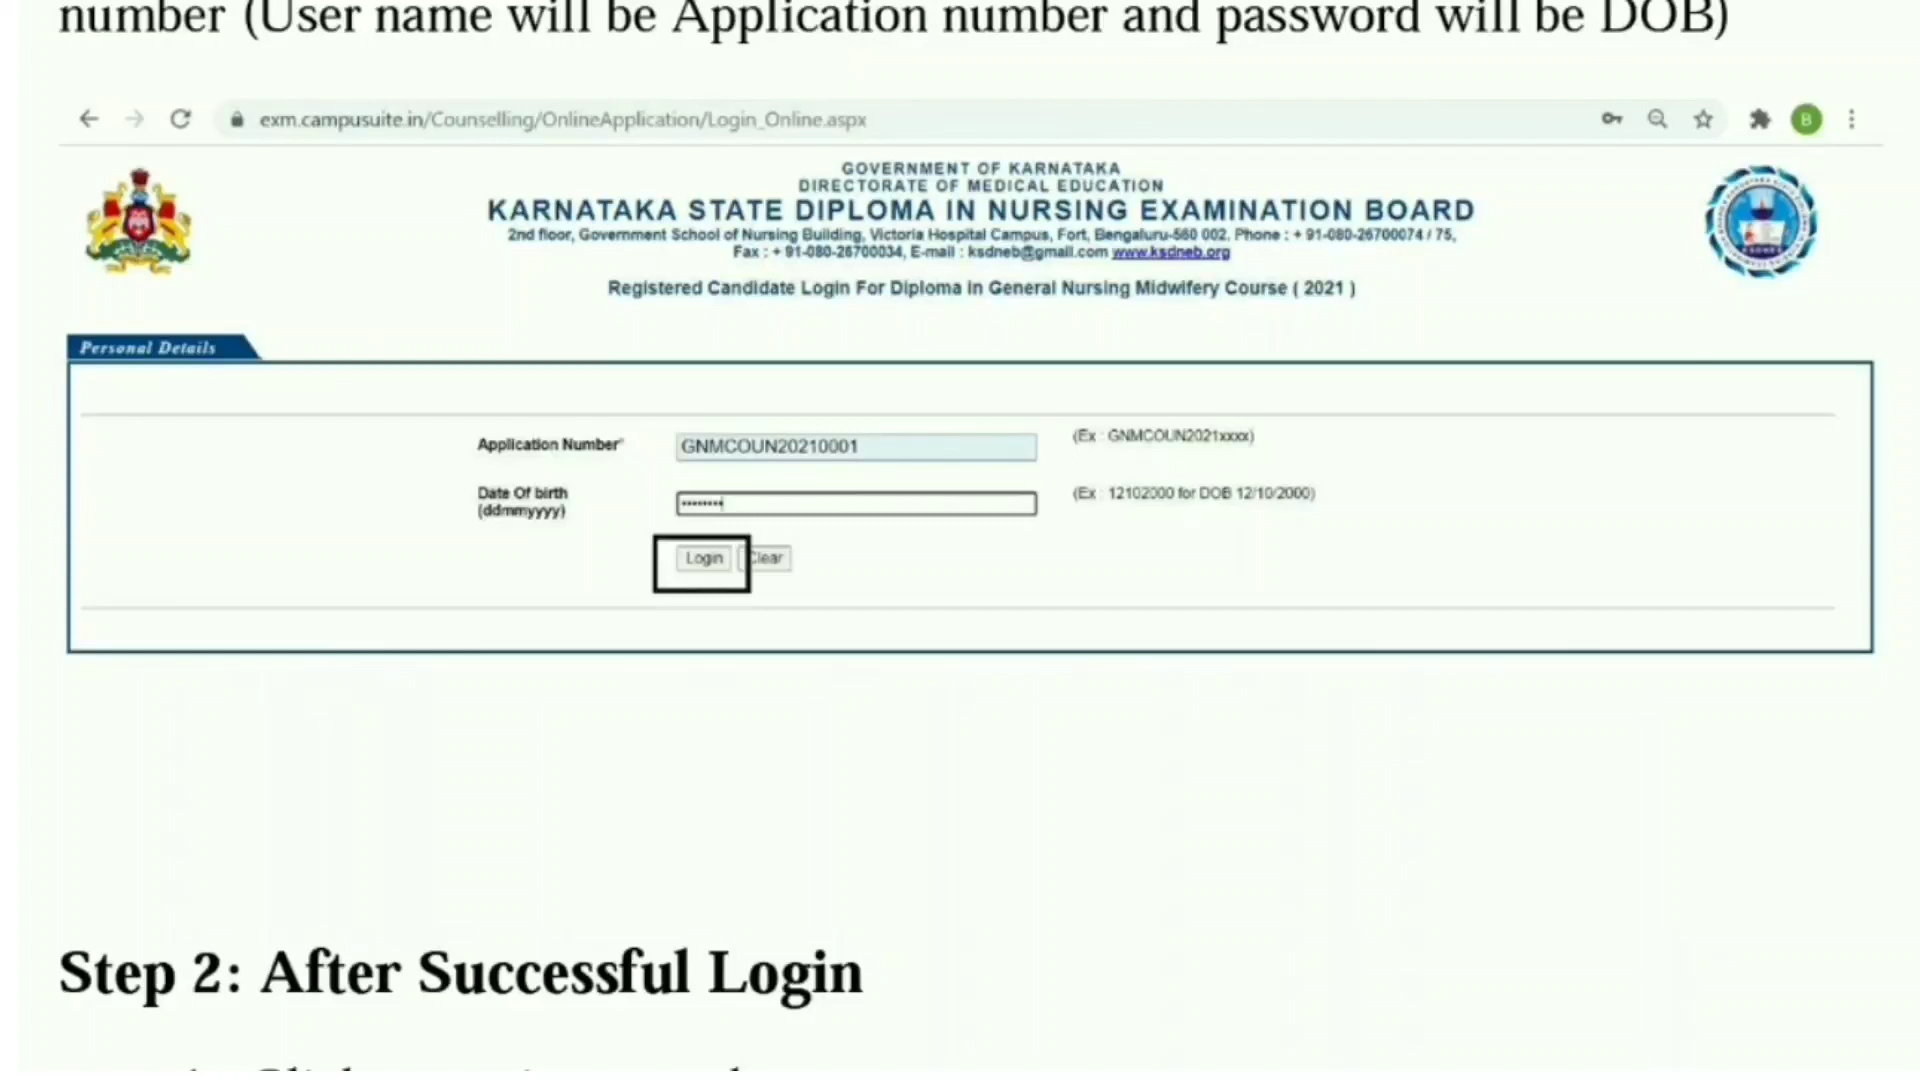 number (User name will be Application number and password will be DOB)
exm.campusuite.in/Counselling/OnlineApplication/Login_Online.aspx
B
GOVERNMENT OF KARNATAKA
DIRECTORATE OF MEDICAL EDUCATION
KARNATAKA STATE DIPLOMA IN NURSING EXAMINATION BOARD
2nd floor, Government School of Nursing Building, Victoria Hospital Campus, Fort, Bengaluru-560 002. Phone : + 91-080-26700074 / 75,
Fax : + 91-080-26700034, E-mail : ksdneb@gmail.com www.ksdneb.org
Registered Candidate Login For Diploma in General Nursing Midwifery Course ( 2021 )
Personal Details
Application Number* GNMCOUN20210001 (Ex : GNMCOUN2021xxxx)
Date Of birth (Ex : 12102000 for DOB 12/10/2000)
(ddmmyyyy)
Login Clear
Step 2: After Successful Login